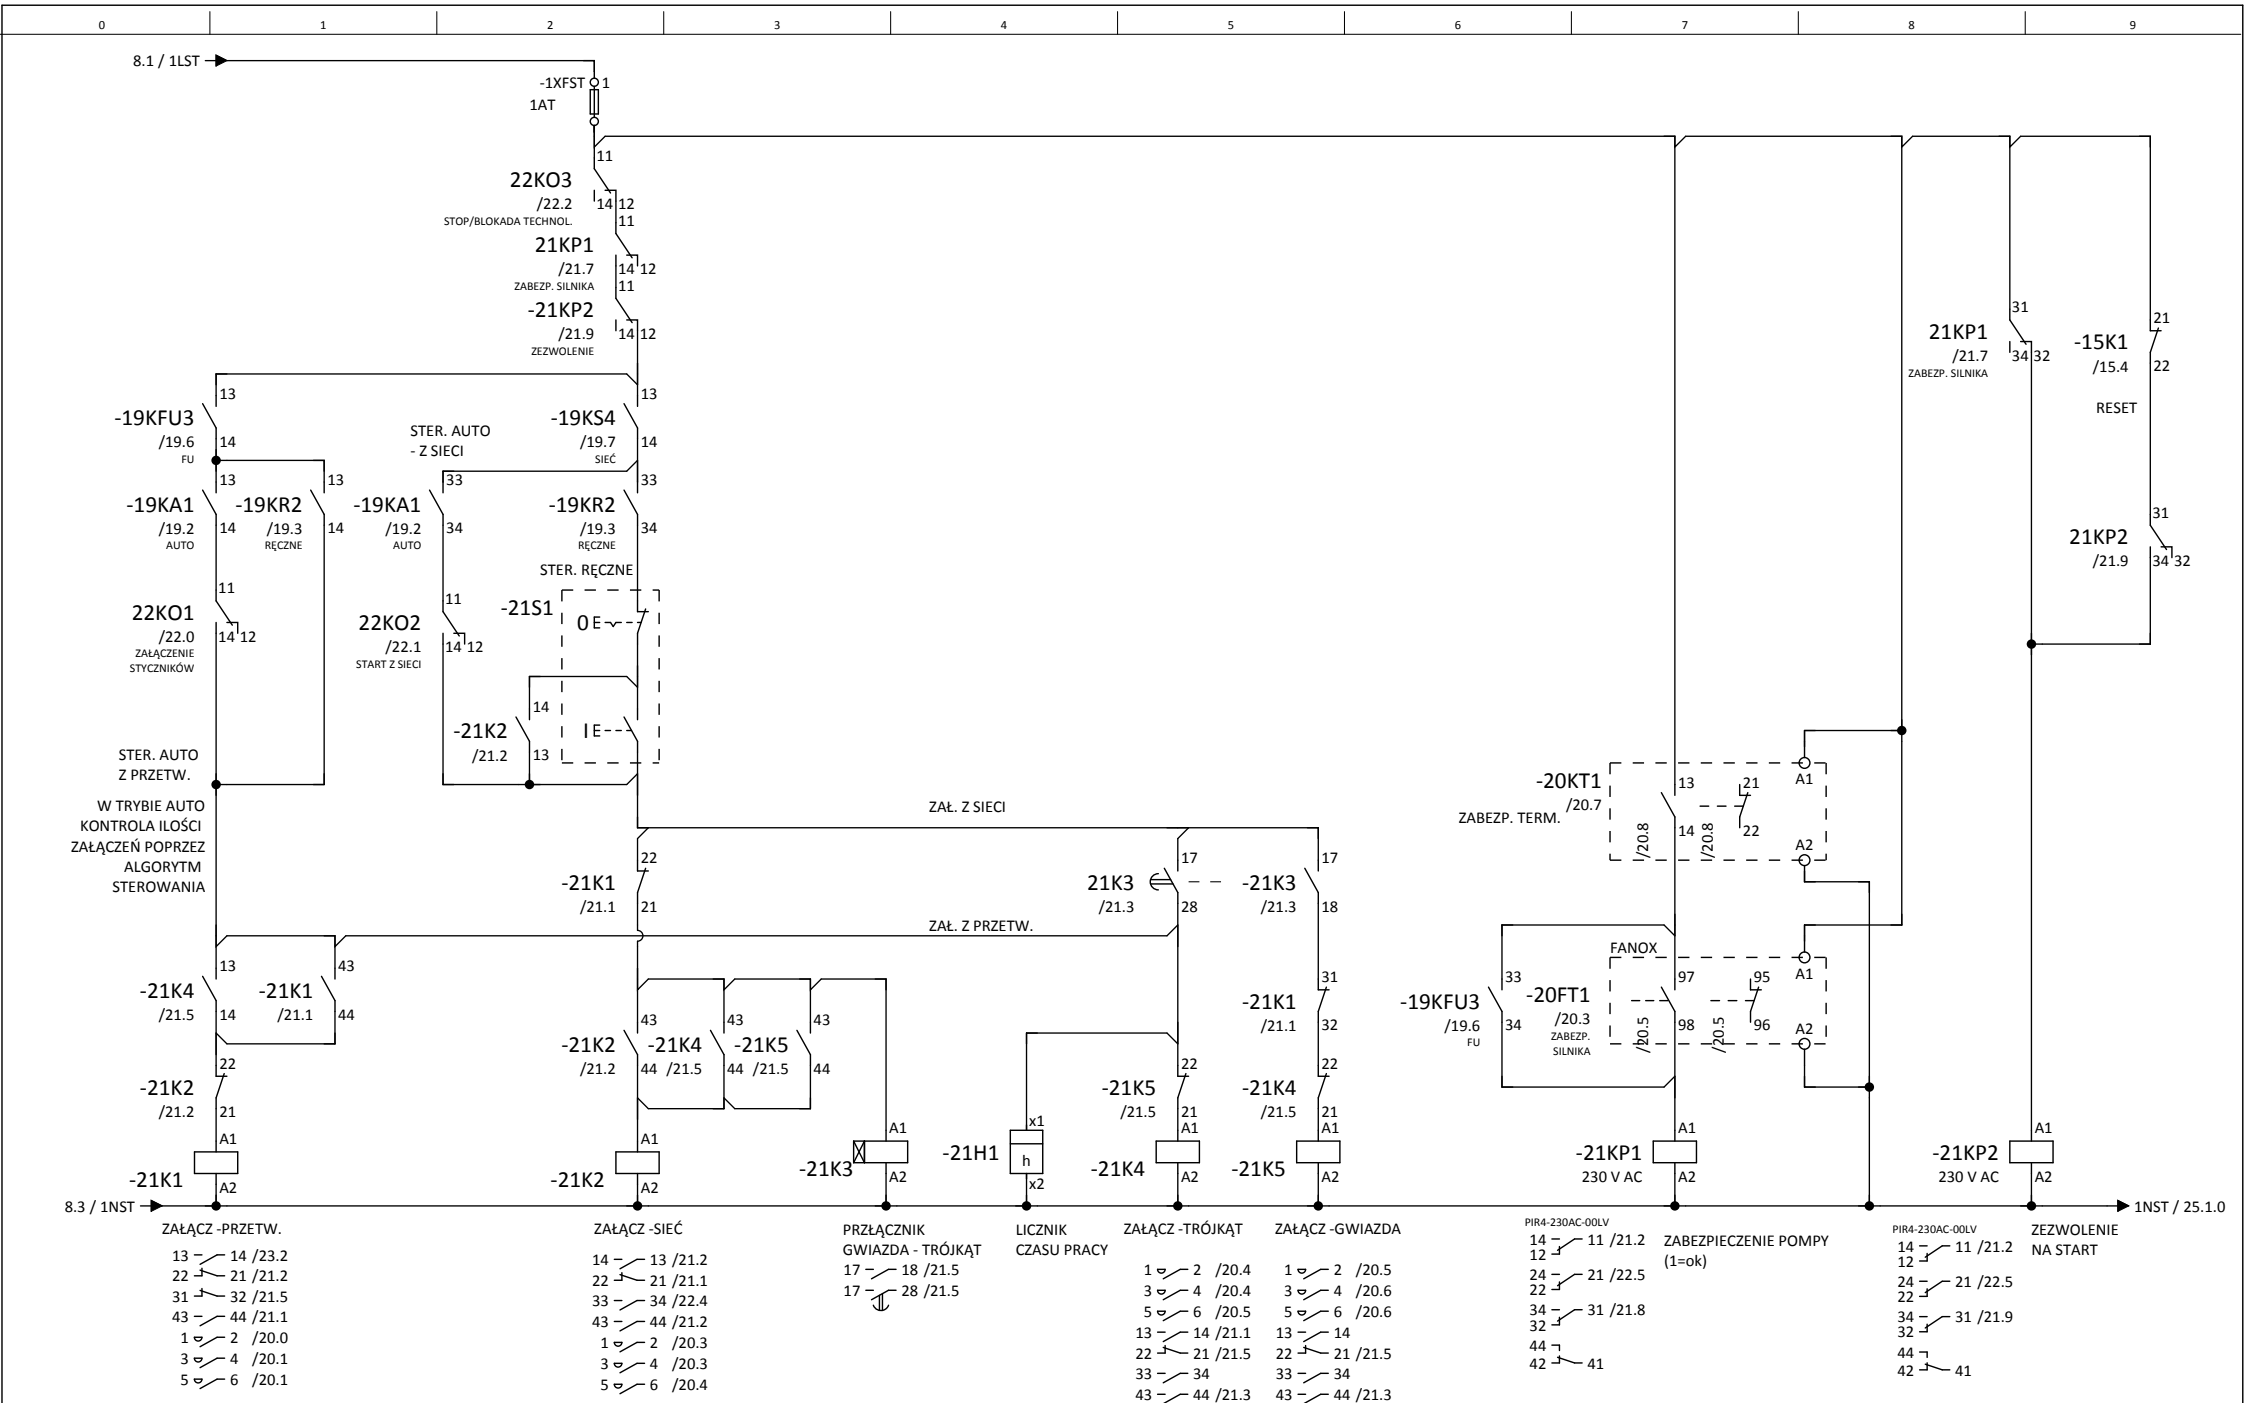 0 1 2 3 4 5 6 7 8 9
8.1 / 1LST
-1XFST 1
1AT
11
22KO3
/22.2
14 12
STOP/BLOKADA TECHNOL.
11
21KP1
/21.7
14 12
ZABEZP. SILNIKA
11
-21KP2
/21.9
14 12
ZEZWOLENIE
31
21KP1
/21.7
34 32
ZABEZP. SILNIKA
21
-15K1
/15.4
22
RESET
31
21KP2
/21.9
34 32
13
-19KFU3
/19.6
14
FU
STER. AUTO
- Z SIECI
13
-19KS4
/19.7
14
SIEĆ
13
-19KA1
/19.2
14
AUTO
13
-19KR2
/19.3
14
RĘCZNE
33
-19KA1
/19.2
34
AUTO
33
-19KR2
/19.3
34
RĘCZNE
STER. RĘCZNE
11
22KO1
/22.0
14 12
ZAŁĄCZENIE
STYCZNIKÓW
11
22KO2
/22.1
14 12
START Z SIECI
-21S1
0 E
14
-21K2
/21.2
13
I E
STER. AUTO
Z PRZETW.
W TRYBIE AUTO
KONTROLA ILOŚCI
ZAŁĄCZEŃ POPRZEZ
ALGORYTM
STEROWANIA
ZAŁ. Z SIECI
22
-21K1
/21.1
21
17
21K3
/21.3
28
17
-21K3
/21.3
18
-20KT1
/20.7
ZABEZP. TERM.
13
14
/20.8
21
22
/20.8
A1
A2
ZAŁ. Z PRZETW.
13
-21K4
/21.5
14
43
-21K1
/21.1
44
22
-21K2
/21.2
21
43
-21K2
/21.2
44
43
-21K4
/21.5
44
43
-21K5
/21.5
44
31
-21K1
/21.1
32
22
-21K5
/21.5
21
22
-21K4
/21.5
21
33
-19KFU3
/19.6
34
FU
FANOX
-20FT1
/20.3
ZABEZP.
SILNIKA
97
98
/20.5
95
96
/20.5
A1
A2
A1
-21K1
A2
A1
-21K2
A2
A1
-21K3
A2
x1
-21H1
h
x2
A1
-21K4
A2
A1
-21K5
A2
A1
-21KP1
230 V AC
A2
A1
-21KP2
230 V AC
A2
8.3 / 1NST
1NST / 25.1.0
ZAŁĄCZ -PRZETW.
13 14 /23.2
22 21 /21.2
31 32 /21.5
43 44 /21.1
1 2 /20.0
3 4 /20.1
5 6 /20.1
ZAŁĄCZ -SIEĆ
14 13 /21.2
22 21 /21.1
33 34 /22.4
43 44 /21.2
1 2 /20.3
3 4 /20.3
5 6 /20.4
PRZŁĄCZNIK
GWIAZDA - TRÓJKĄT
17 18 /21.5
17 28 /21.5
LICZNIK
CZASU PRACY
ZAŁĄCZ -TRÓJKĄT
1 2 /20.4
3 4 /20.4
5 6 /20.5
13 14 /21.1
22 21 /21.5
33 34
43 44 /21.3
ZAŁĄCZ -GWIAZDA
1 2 /20.5
3 4 /20.6
5 6 /20.6
13 14
22 21 /21.5
33 34
43 44 /21.3
PIR4-230AC-00LV
14 11 /21.2
12
24 21 /22.5
22
34 31 /21.8
32
44
42 41
ZABEZPIECZENIE POMPY
(1=ok)
PIR4-230AC-00LV
14 11 /21.2
12
24 21 /22.5
22
34 31 /21.9
32
44
42 41
ZEZWOLENIE
NA START